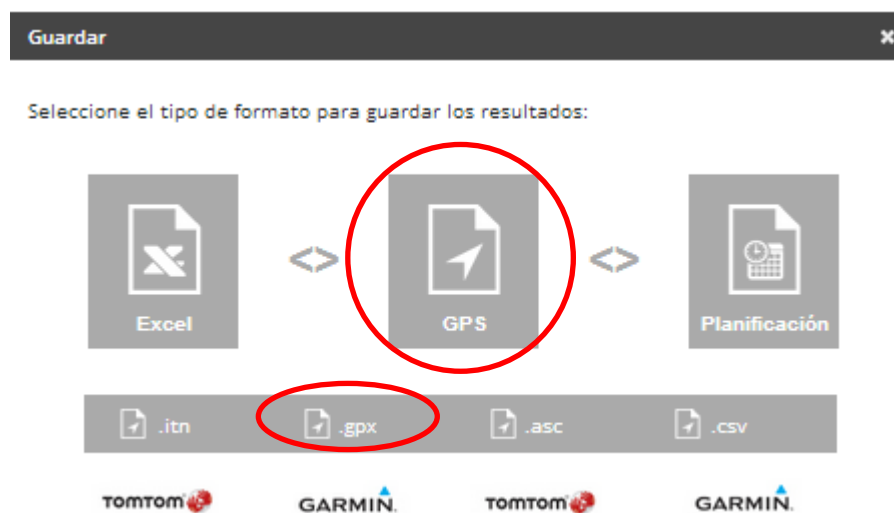 Guardar
Seleccione el tipo de formato para guardar los resultados:
<> <>
Excel GPS Planificación
.itn .gpx .asc .csv
TOMTOM GARMIN. TOMTOM GARMIN.